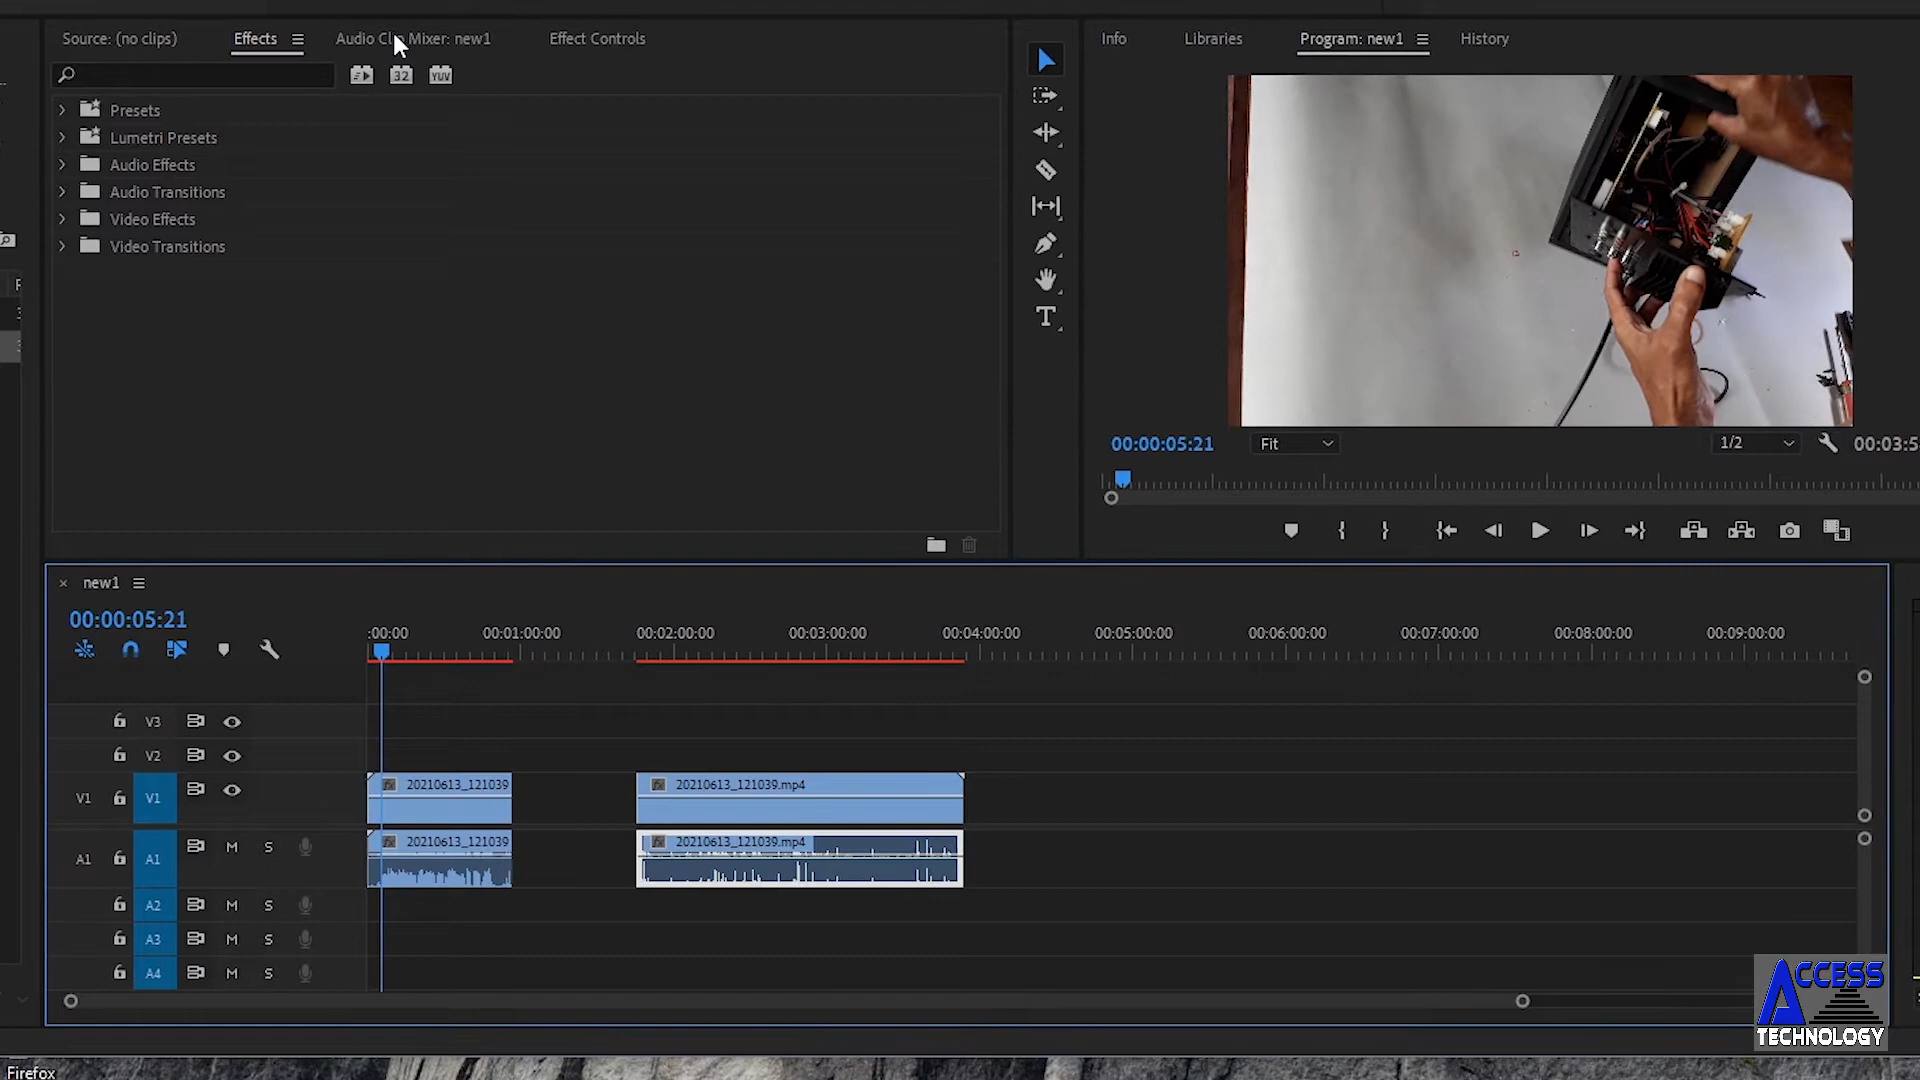 Source: (no clips)
Effects
Audio Clip Mixer: new1
Effect Controls
Info
Libraries
Program: new1
History
32
YUV
Presets
Lumetri Presets
Audio Effects
Audio Transitions
Video Effects
Video Transitions
T
00:00:05:21
Fit
1/2
00:03:5
× new1
00:00:05:21
:00:00
00:01:00:00
00:02:00:00
00:03:00:00
00:04:00:00
00:05:00:00
00:06:00:00
00:07:00:00
00:08:00:00
00:09:00:00
V3
V2
V1 V1
20210613_121039
20210613_121039.mp4
A1 A1 M S
20210613_121039
20210613_121039.mp4
A2 M S
A3 M S
A4 M S
ACCESS
TECHNOLOGY
Firefox